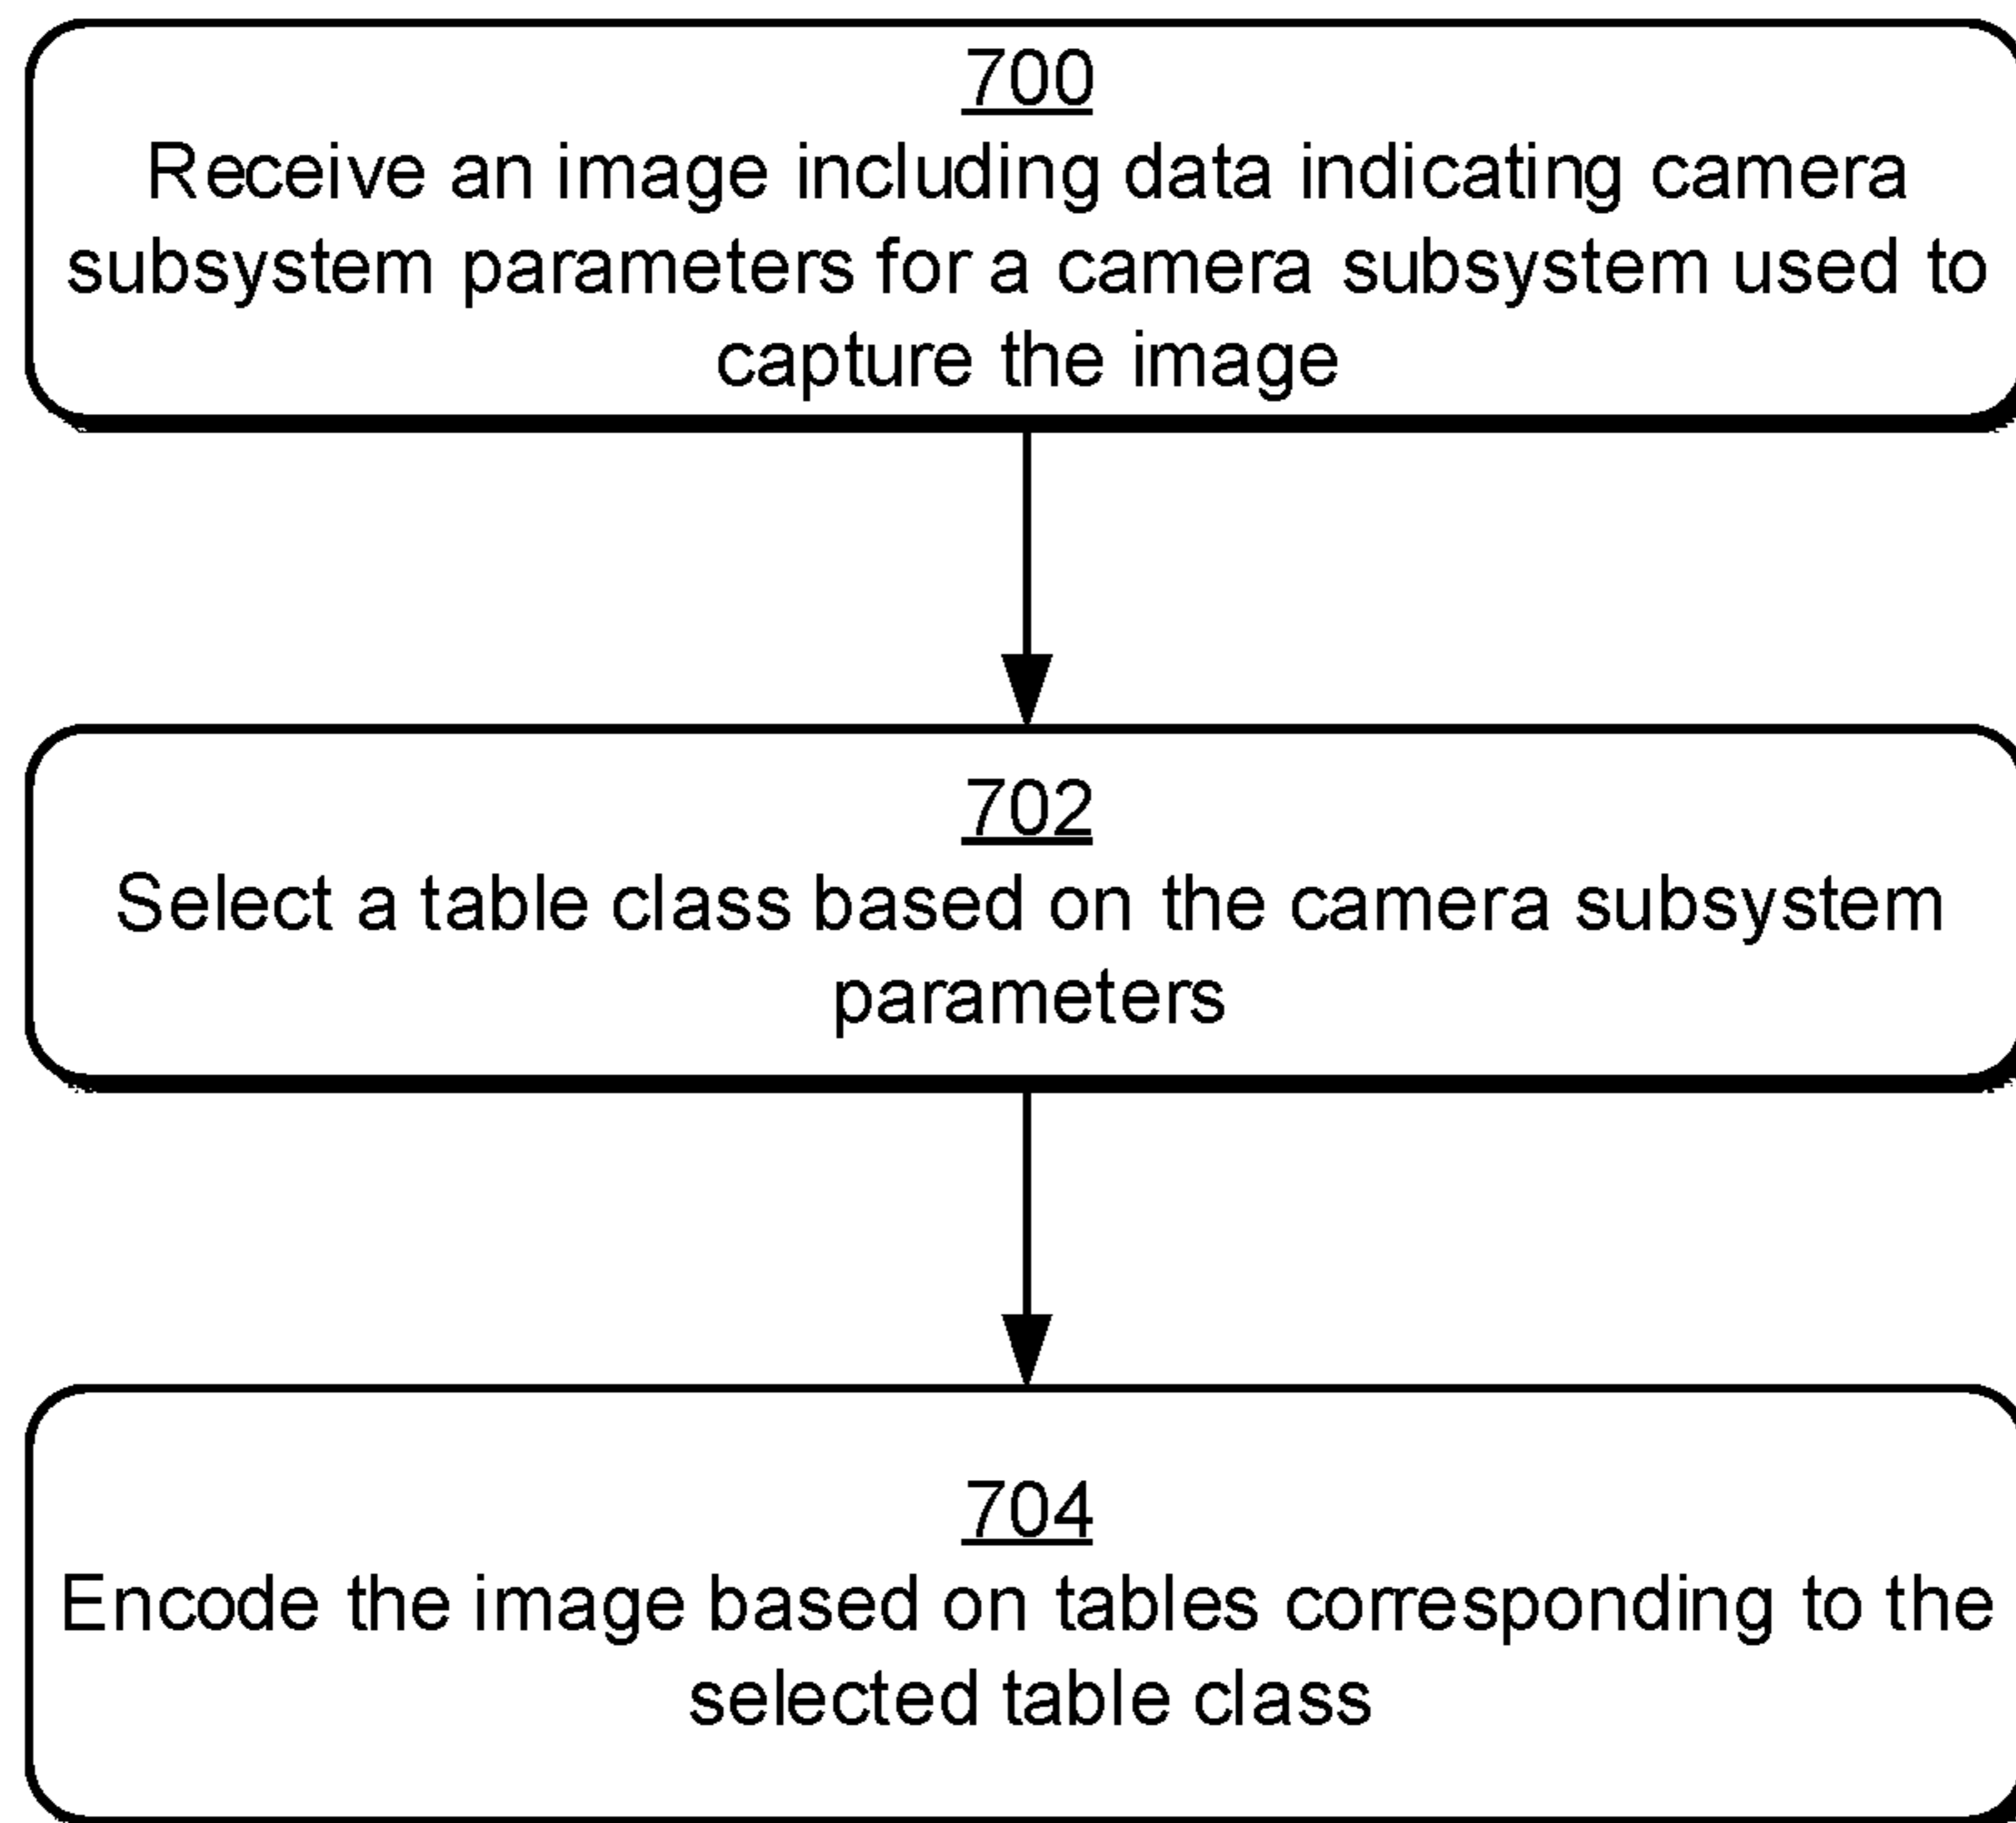 700
Receive an image including data indicating camera
subsystem parameters for a camera subsystem used to
capture the image
702
Select a table class based on the camera subsystem
parameters
704
Encode the image based on tables corresponding to the
selected table class